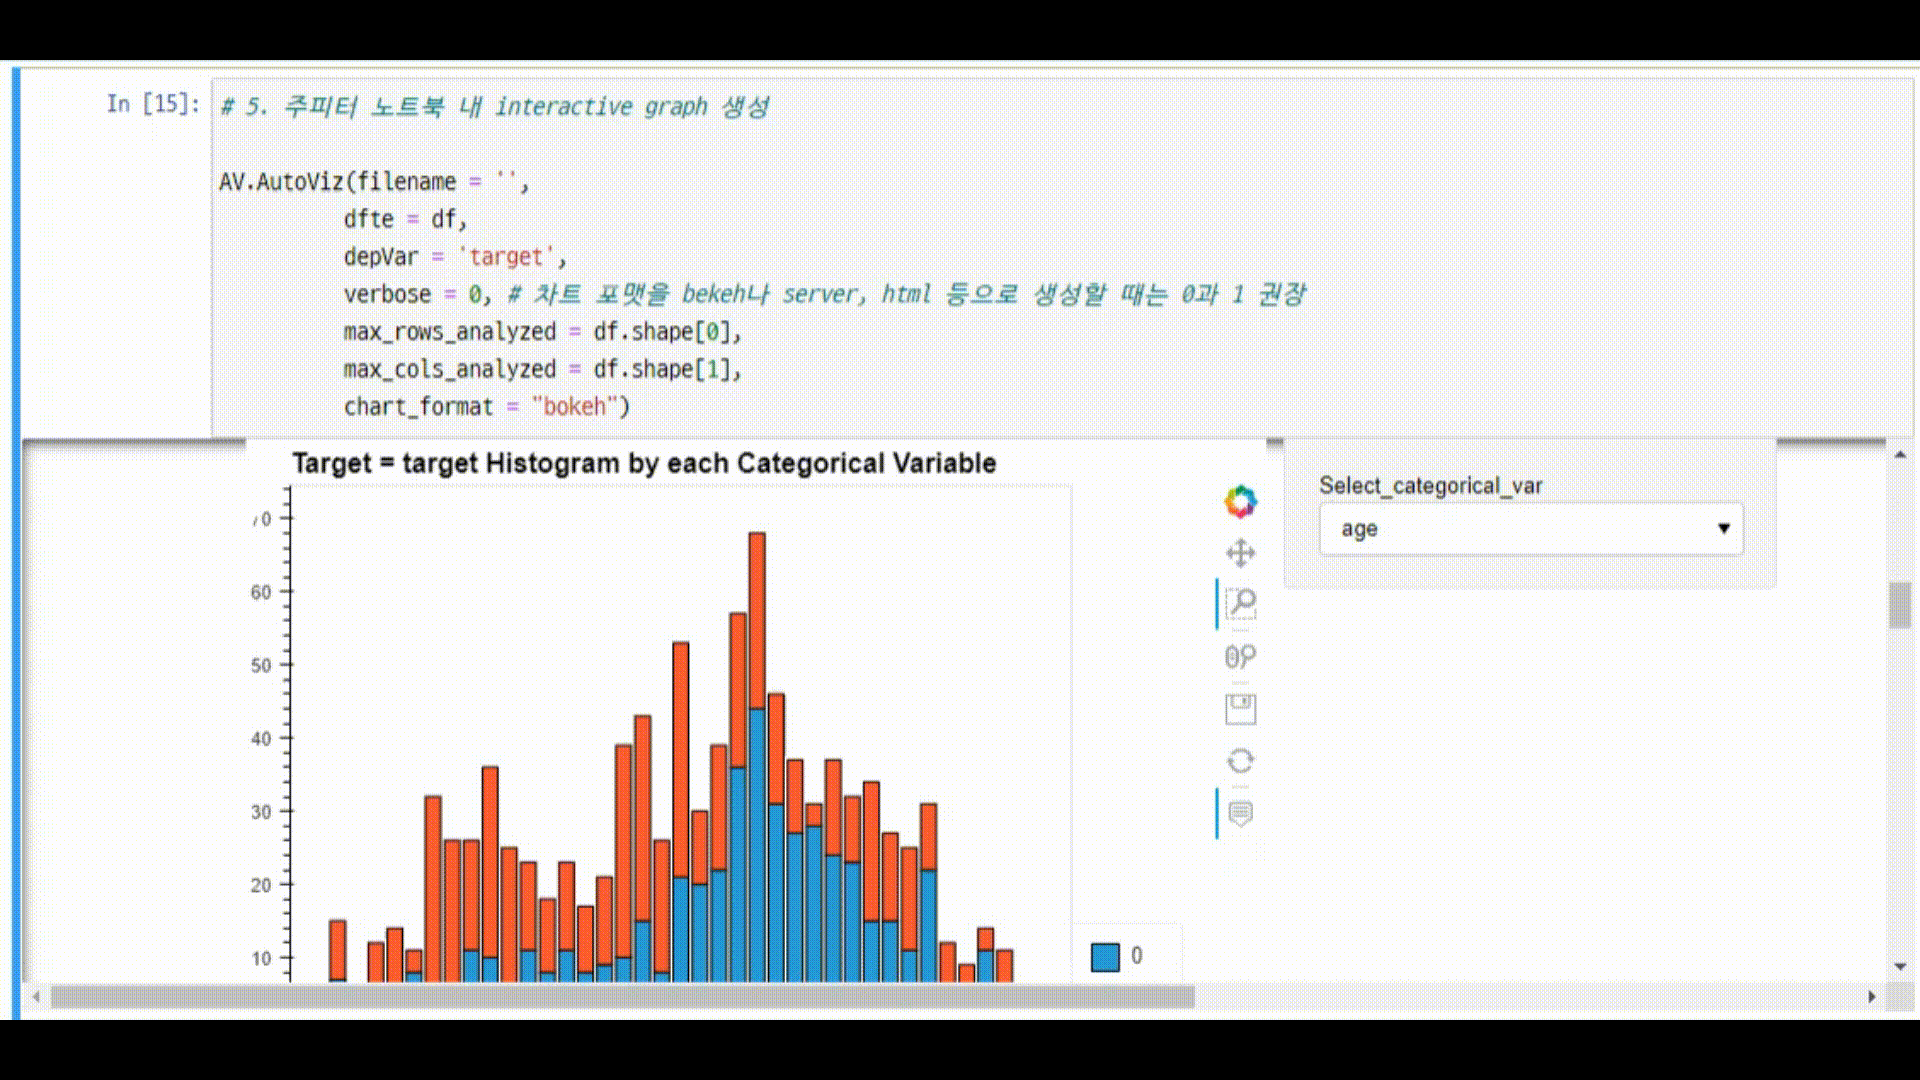 In [15]: # 5. 주피터 노트북 내 interactive graph 생성
AV.AutoViz(filename = '',
dfte = df,
depVar = 'target',
verbose = 0, # 차트 포맷을 bekeh나 server, html 등으로 생성할 때는 0과 1 권장
max_rows_analyzed = df.shape[0],
max_cols_analyzed = df.shape[1],
chart_format = "bokeh")
Target = target Histogram by each Categorical Variable
Select_categorical_var
age
70
60
50
40
30
20
10
0